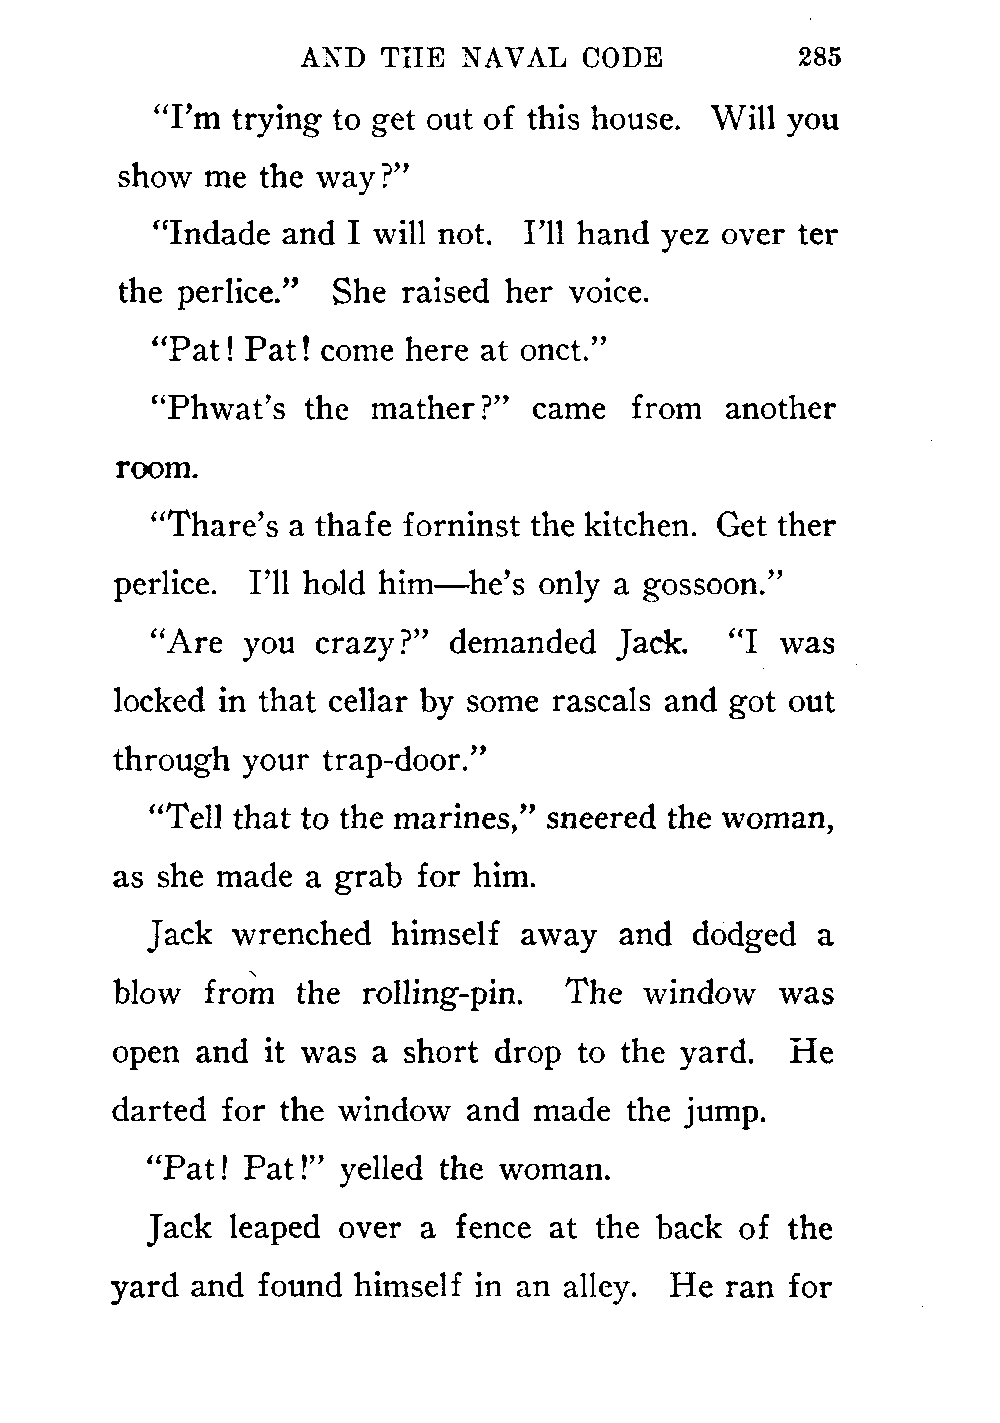 AND THE NAVAL CODE 285
"I'm trying to get out of this house. Will you
show me the way?"
"Indade and I will not. I'll hand yez over ter
the perlice." She raised her voice.
"Pat! Pat! come here at onct."
"Phwat's the mather?" came from another
room.
"Thare's a thafe forninst the kitchen. Get ther
perlice. I'll hold him—he's only a gossoon."
"Are you crazy?" demanded Jack. "I was
locked in that cellar by some rascals and got out
through your trap-door."
"Tell that to the marines," sneered the woman,
as she made a grab for him.
Jack wrenched himself away and dodged a
blow from the rolling-pin. The window was
open and it was a short drop to the yard. He
darted for the window and made the jump.
"Pat! Pat!" yelled the woman.
Jack leaped over a fence at the back of the
yard and found himself in an alley. He ran for